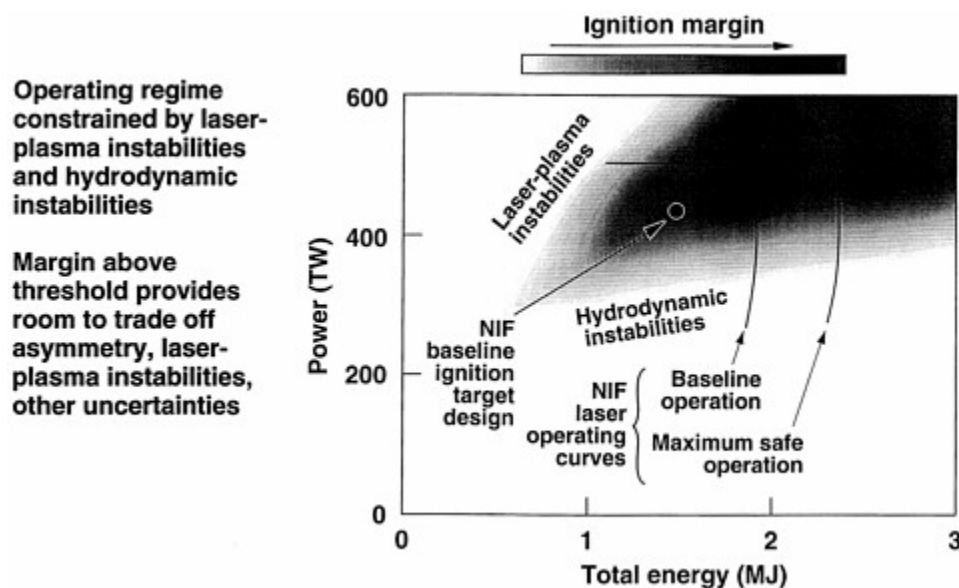 Ignition margin
Operating regime
constrained by laser-
plasma instabilities
and hydrodynamic
instabilities
Margin above
threshold provides
room to trade off
asymmetry, laser-
plasma instabilities,
other uncertainties
Power (TW)
600
400
200
0
Laser-plasma
instabilities
NIF
baseline
ignition
target
design
Hydrodynamic
instabilities
NIF
laser
operating
curves
Baseline
operation
Maximum safe
operation
0
1
2
3
Total energy (MJ)